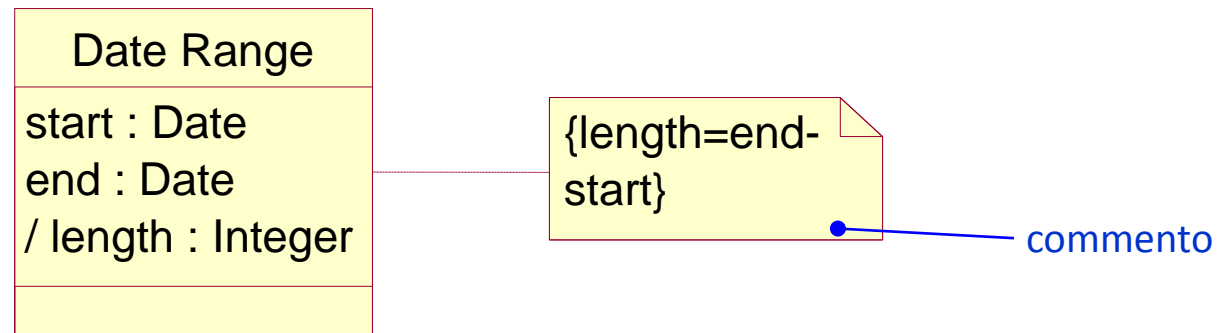 Date Range
start : Date
end : Date
/ length : Integer
{length=end-
start}
commento